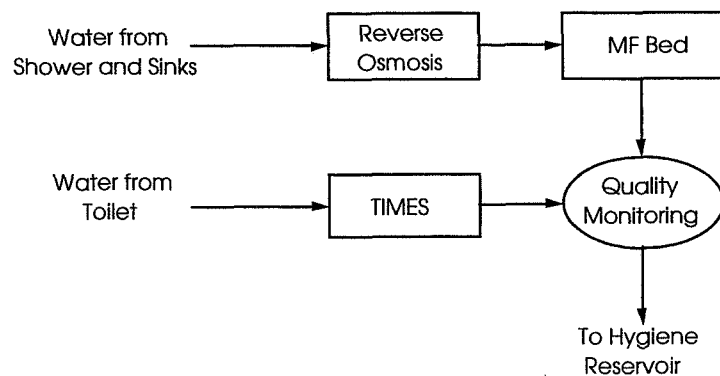 Water from
Shower and Sinks
Reverse
Osmosis
MF Bed
Water from
Toilet
TIMES
Quality
Monitoring
To Hygiene
Reservoir